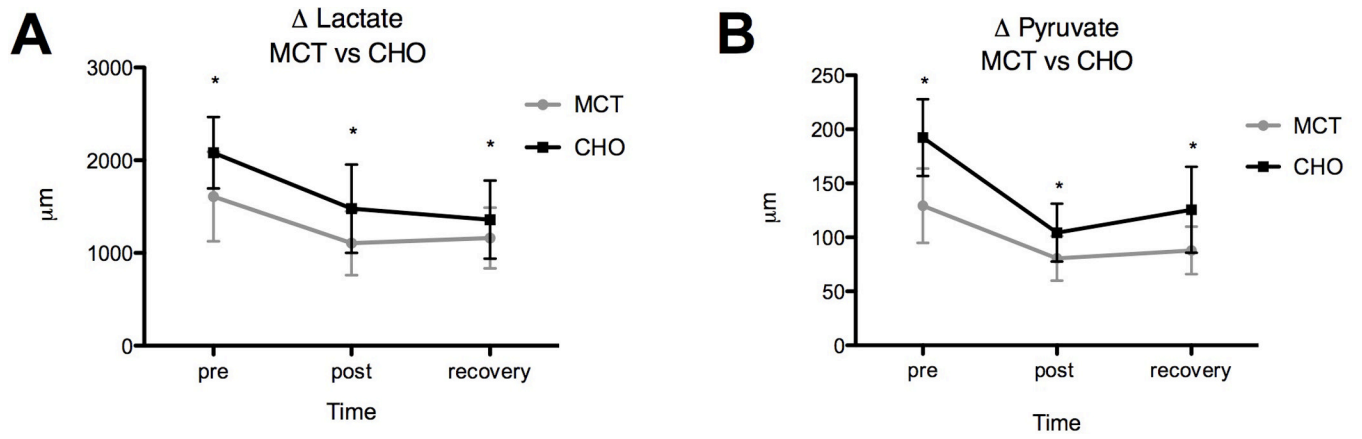 A
Δ Lactate
MCT vs CHO
3000
2000
1000
0
μm
*
*
*
MCT
CHO
pre
post
recovery
Time
B
Δ Pyruvate
MCT vs CHO
250
200
150
100
50
0
μm
*
*
*
MCT
CHO
pre
post
recovery
Time